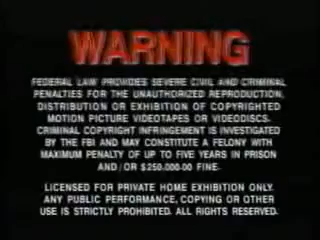 WARNING
FEDERAL LAW PROVIDES SEVERE CIVIL AND CRIMINAL
PENALTIES FOR THE UNAUTHORIZED REPRODUCTION,
DISTRIBUTION OR EXHIBITION OF COPYRIGHTED
MOTION PICTURE VIDEOTAPES OR VIDEODISCS.
CRIMINAL COPYRIGHT INFRINGEMENT IS INVESTIGATED
BY THE FBI AND MAY CONSTITUTE A FELONY WITH
MAXIMUM PENALTY OF UP TO FIVE YEARS IN PRISON
AND/OR $250,000.00 FINE.
LICENSED FOR PRIVATE HOME EXHIBITION ONLY.
ANY PUBLIC PERFORMANCE, COPYING OR OTHER
USE IS STRICTLY PROHIBITED. ALL RIGHTS RESERVED.